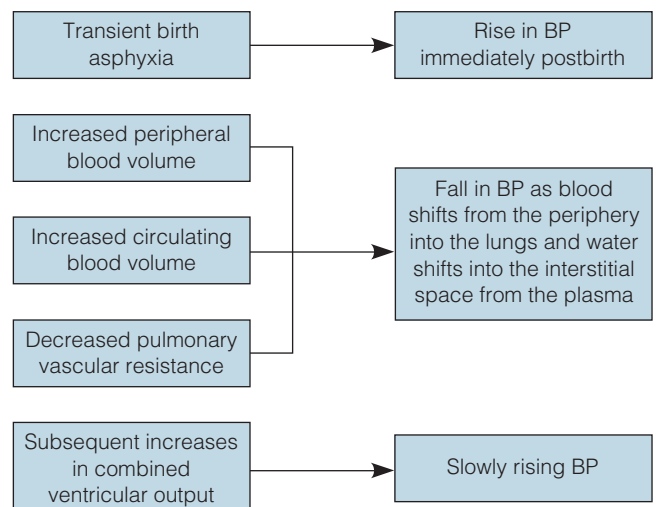 Transient birth
asphyxia
Rise in BP
immediately postbirth
Increased peripheral
blood volume
Increased circulating
blood volume
Decreased pulmonary
vascular resistance
Fall in BP as blood
shifts from the periphery
into the lungs and water
shifts into the interstitial
space from the plasma
Subsequent increases
in combined
ventricular output
Slowly rising BP